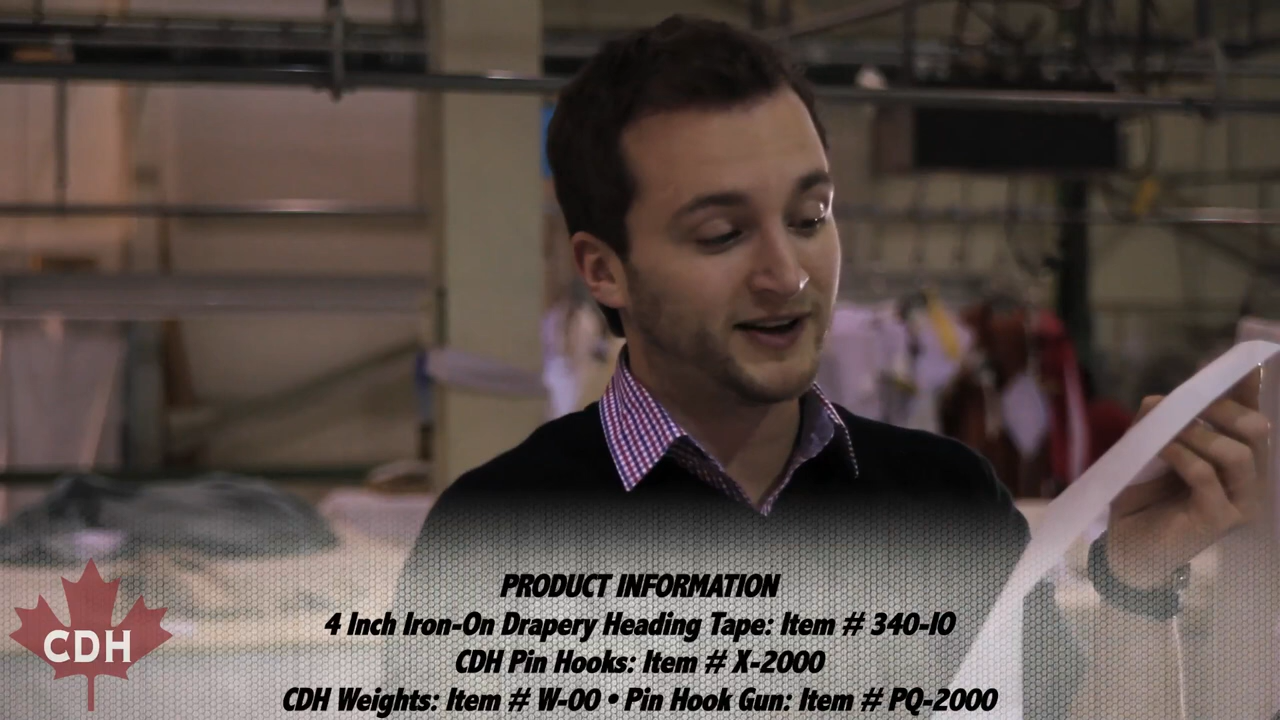 PRODUCT INFORMATION
4 Inch Iron-On Drapery Heading Tape: Item # 340-IO
CDH Pin Hooks: Item # X-2000
CDH Weights: Item # W-00 • Pin Hook Gun: Item # PQ-2000
CDH